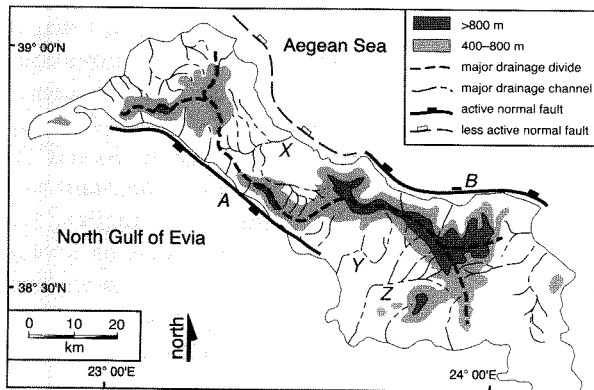 39° 00'N
Aegean Sea
>800 m
400–800 m
major drainage divide
major drainage channel
active normal fault
less active normal fault
X
A
B
North Gulf of Evia
Y
Z
38° 30'N
0 10 20
km
north
23° 00'E
24° 00'E